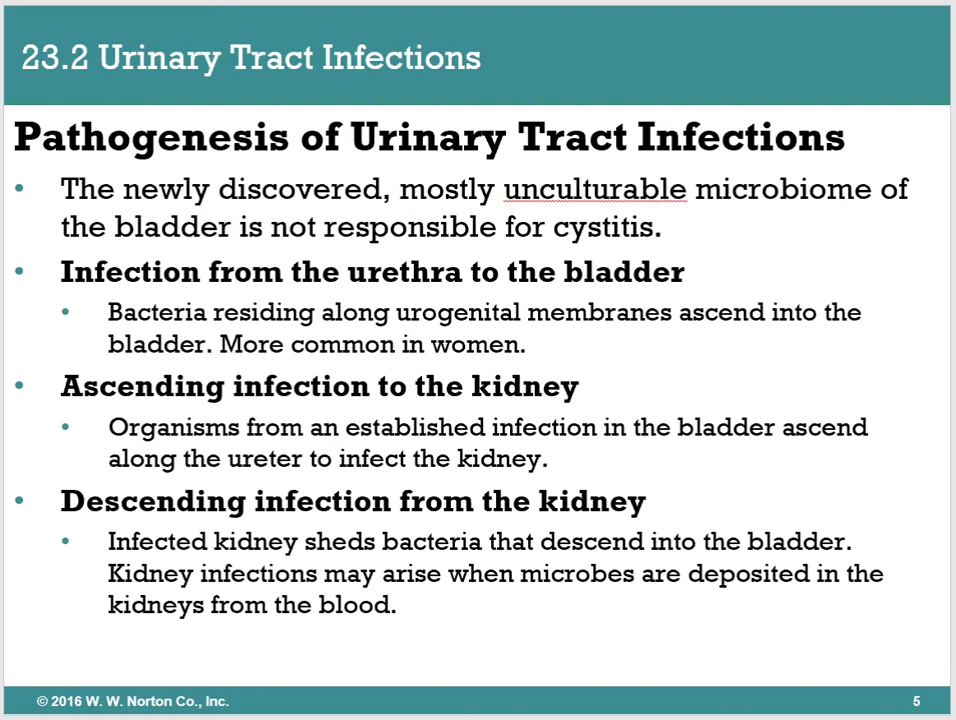 23.2 Urinary Tract Infections
Pathogenesis of Urinary Tract Infections
• The newly discovered, mostly unculturable microbiome of
the bladder is not responsible for cystitis.
• Infection from the urethra to the bladder
• Bacteria residing along urogenital membranes ascend into the
bladder. More common in women.
• Ascending infection to the kidney
• Organisms from an established infection in the bladder ascend
along the ureter to infect the kidney.
• Descending infection from the kidney
• Infected kidney sheds bacteria that descend into the bladder.
Kidney infections may arise when microbes are deposited in the
kidneys from the blood.
© 2016 W. W. Norton Co., Inc.
5